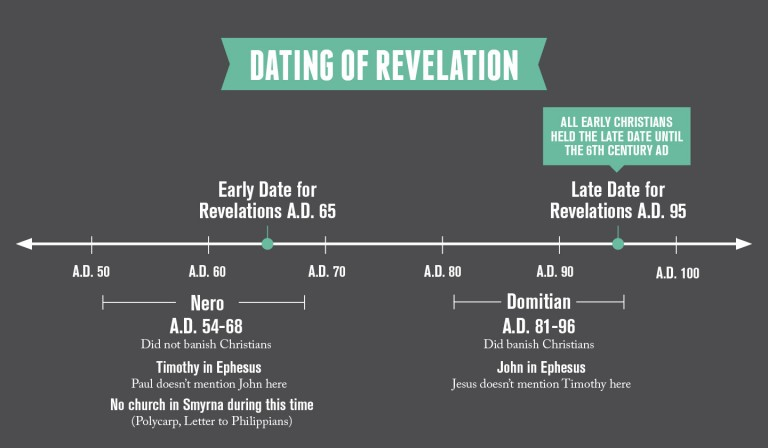 DATING OF REVELATION
ALL EARLY CHRISTIANS
HELD THE LATE DATE UNTIL
THE 6TH CENTURY AD
Early Date for
Revelations A.D. 65
Late Date for
Revelations A.D. 95
A.D. 50
A.D. 60
A.D. 70
A.D. 80
A.D. 90
A.D. 100
Nero
A.D. 54-68
Did not banish Christians
Timothy in Ephesus
Paul doesn't mention John here
No church in Smyrna during this time
(Polycarp, Letter to Philippians)
Domitian
A.D. 81-96
Did banish Christians
John in Ephesus
Jesus doesn't mention Timothy here